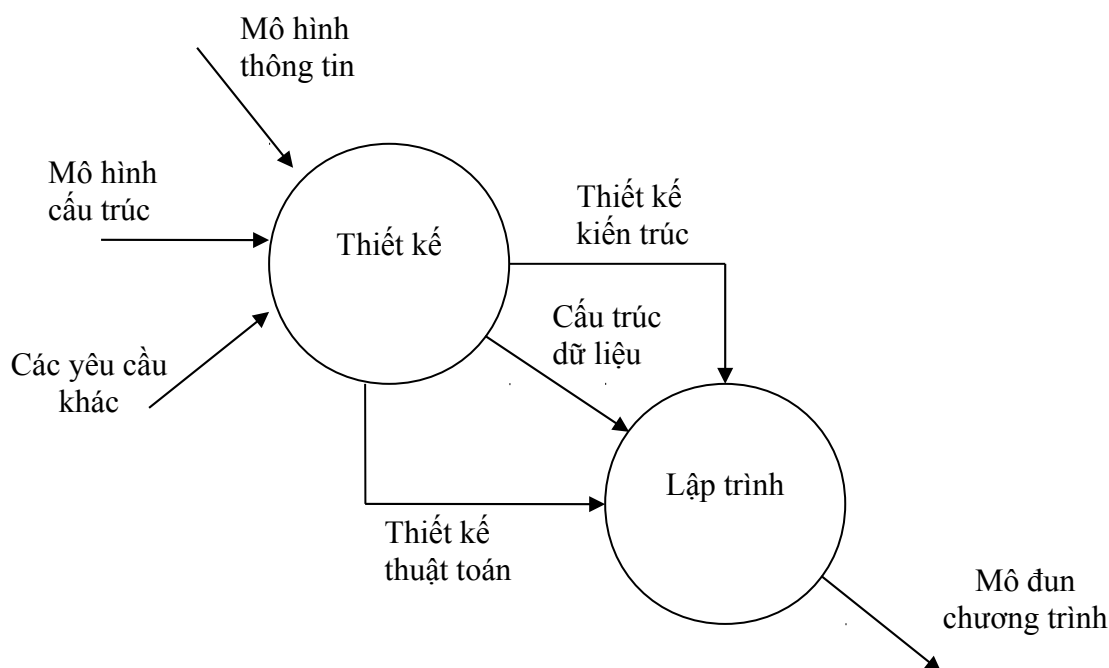 Mô hình
thông tin
Mô hình
cấu trúc
Thiết kế
Thiết kế
kiến trúc
Cấu trúc
dữ liệu
Các yêu cầu
khác
Lập trình
Thiết kế
thuật toán
Mô đun
chương trình